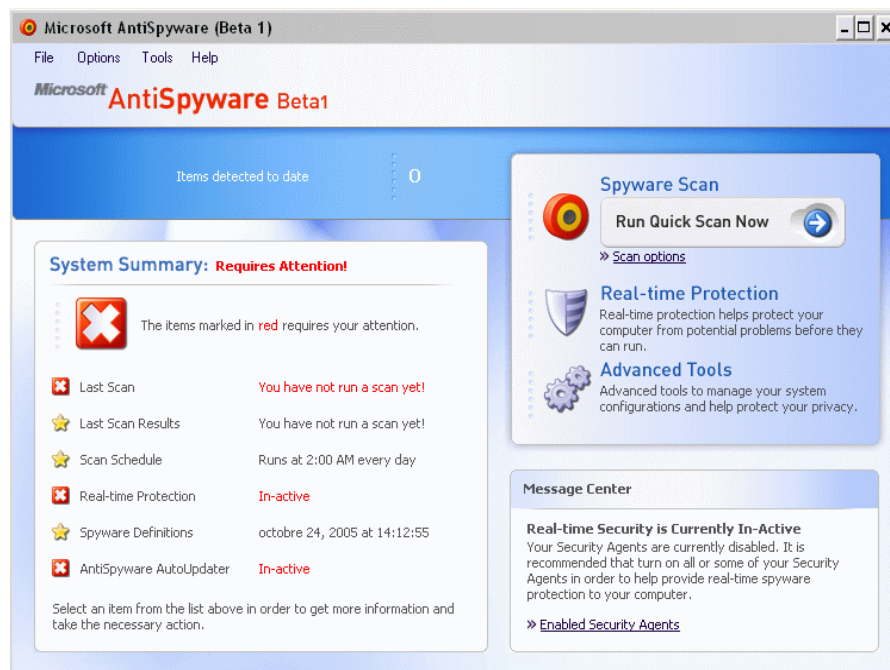 Microsoft AntiSpyware (Beta 1)
File Options Tools Help
Microsoft AntiSpyware Beta1
Items detected to date 0
System Summary: Requires Attention!
The items marked in red requires your attention.
Last Scan You have not run a scan yet!
Last Scan Results You have not run a scan yet!
Scan Schedule Runs at 2:00 AM every day
Real-time Protection In-active
Spyware Definitions octobre 24, 2005 at 14:12:55
AntiSpyware AutoUpdater In-active
Select an item from the list above in order to get more information and
take the necessary action.
Spyware Scan
Run Quick Scan Now
» Scan options
Real-time Protection
Real-time protection helps protect your
computer from potential problems before they
can run.
Advanced Tools
Advanced tools to manage your system
configurations and help protect your privacy.
Message Center
Real-time Security is Currently In-Active
Your Security Agents are currently disabled. It is
recommended that turn on all or some of your Security
Agents in order to help provide real-time spyware
protection to your computer.
» Enabled Security Agents